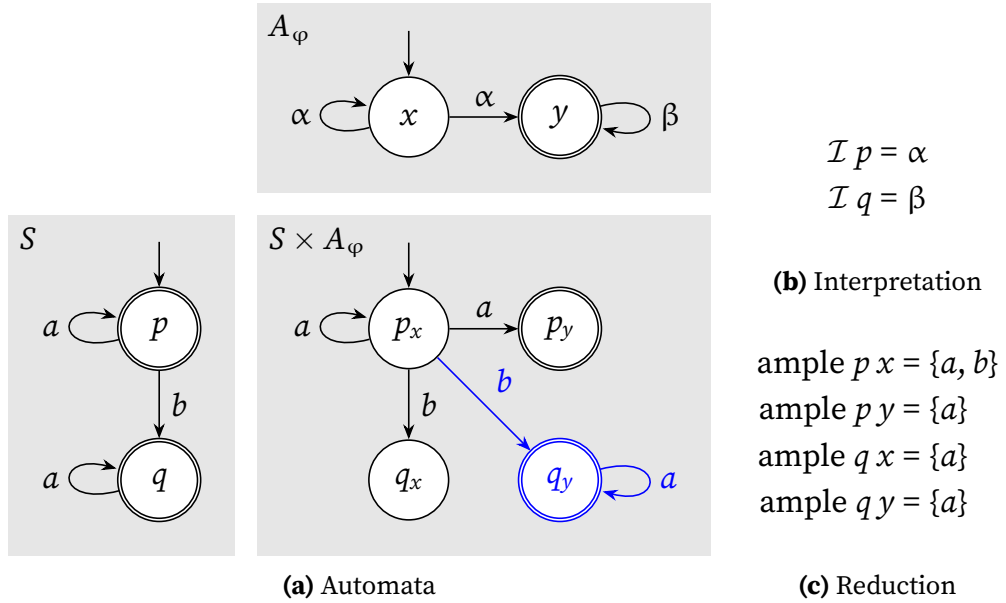 A_φ
α x α y β
I p = α
I q = β
(b) Interpretation
S
a p
b
a q
S × A_φ
a p_x a p_y
b b
q_x q_y a
ample p x = {a, b}
ample p y = {a}
ample q x = {a}
ample q y = {a}
(a) Automata
(c) Reduction